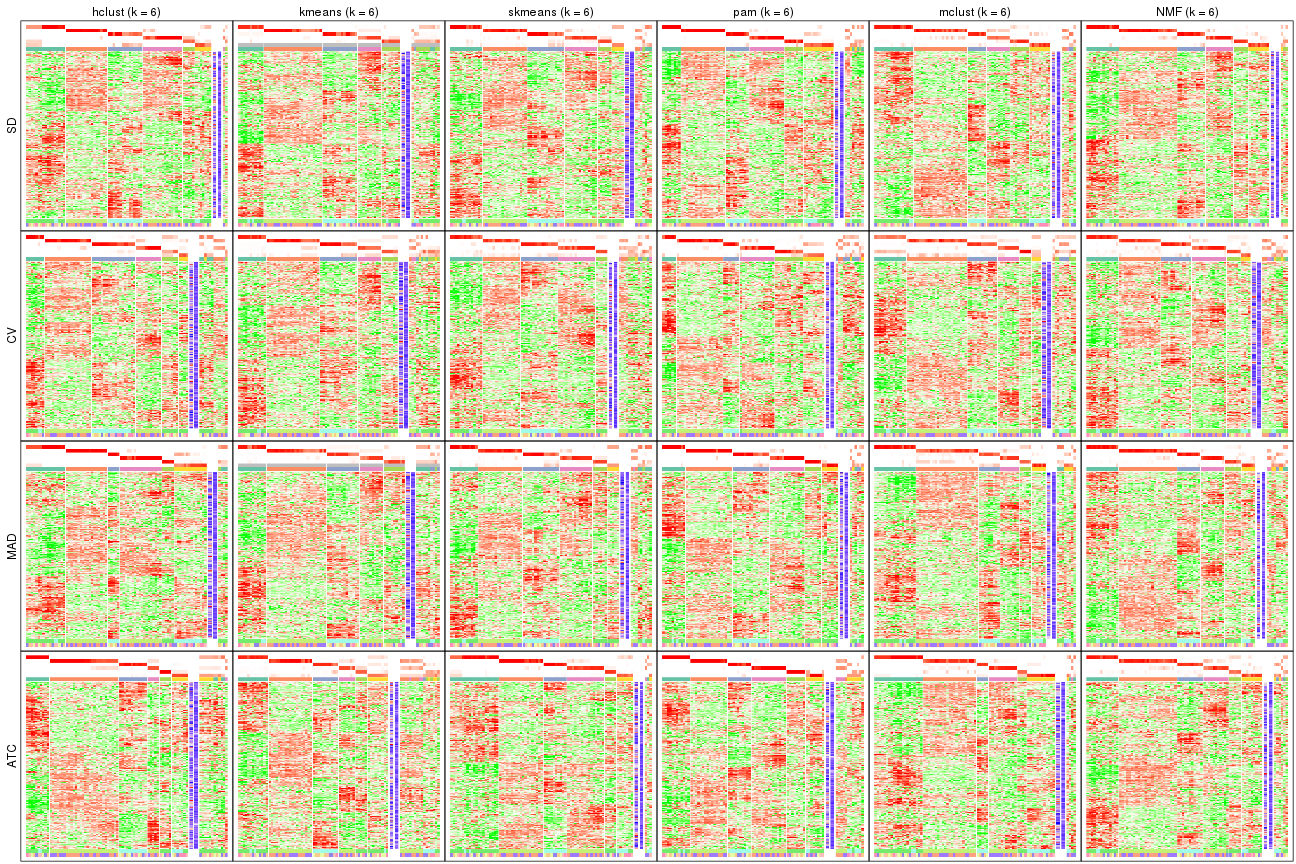 hclust (k = 6) kmeans (k = 6) skmeans (k = 6) pam (k = 6) mclust (k = 6) NMF (k = 6)
SD
CV
MAD
ATC